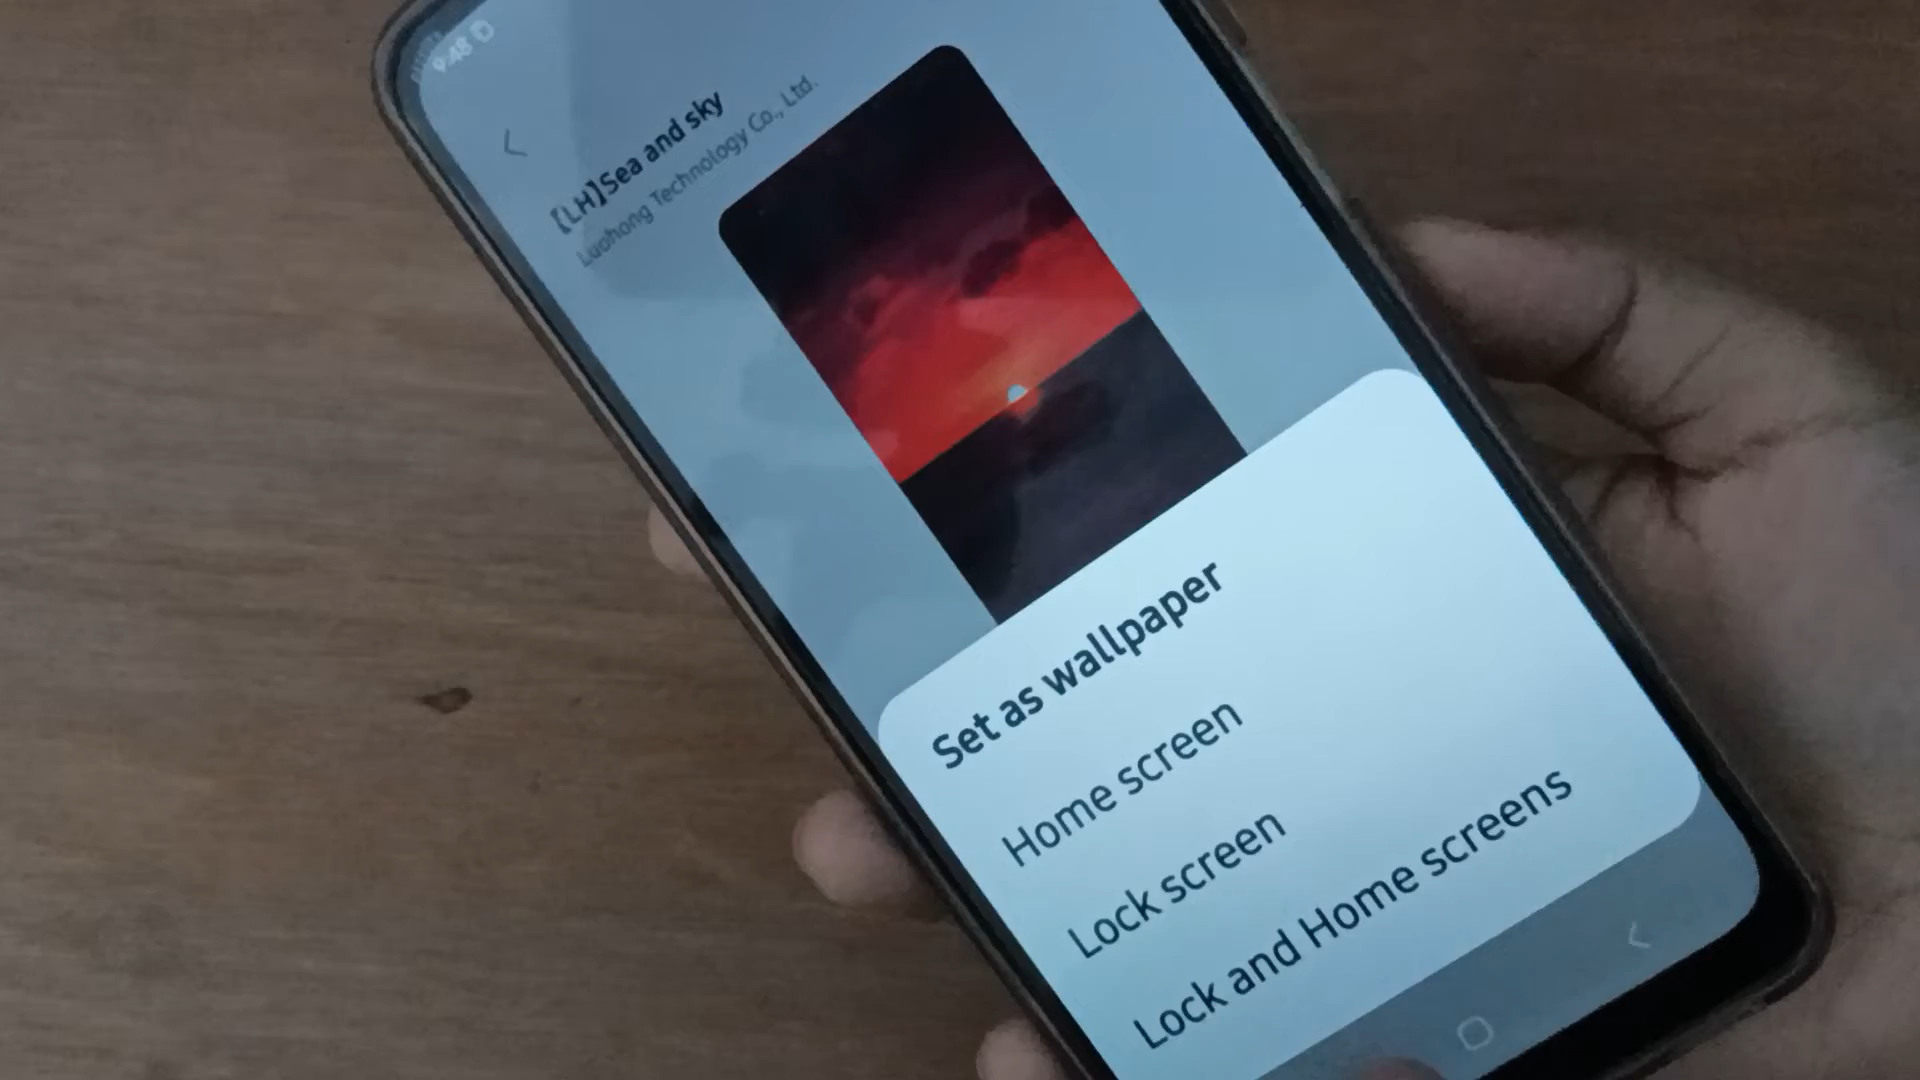 9:48
【LH】Sea and sky
Luohong Technology Co., Ltd.
Set as wallpaper
Home screen
Lock screen
Lock and Home screens